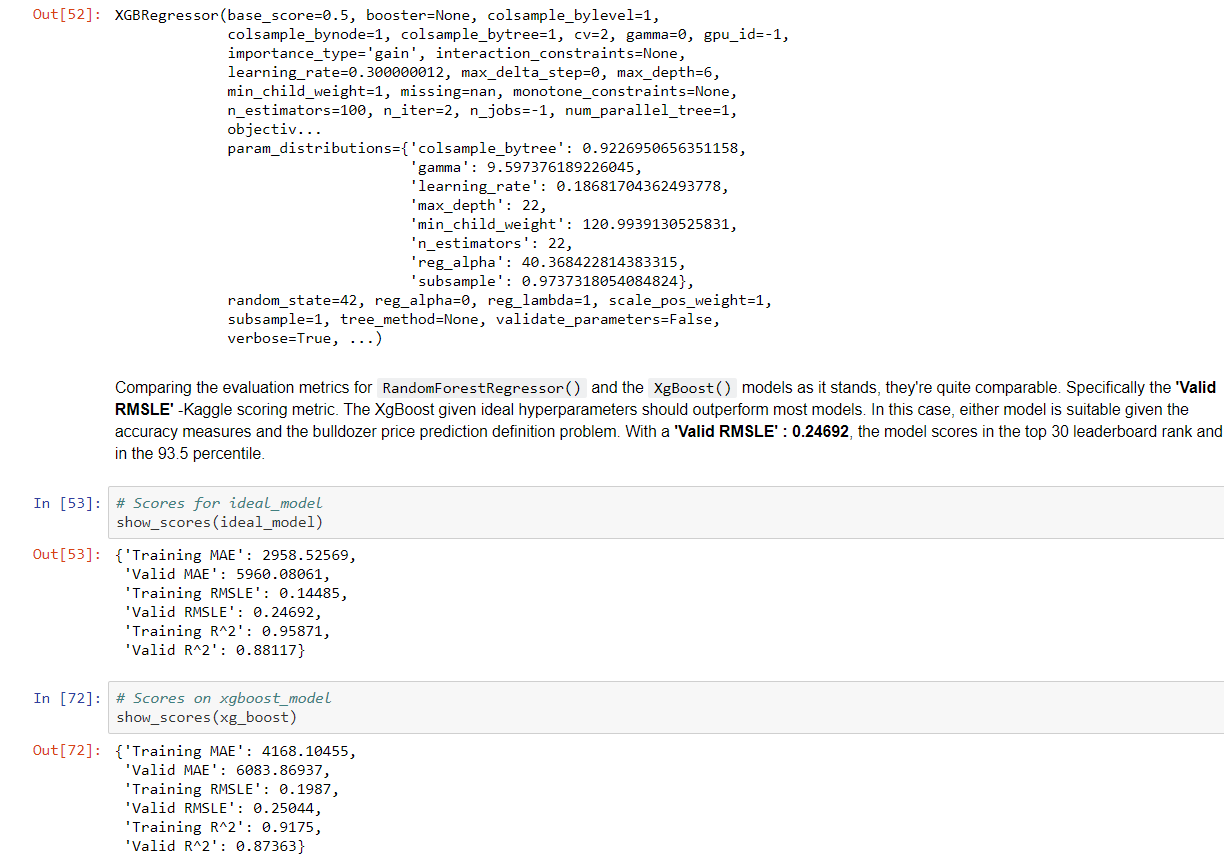 Out[52]: XGBRegressor(base_score=0.5, booster=None, colsample_bylevel=1,
colsample_bynode=1, colsample_bytree=1, cv=2, gamma=0, gpu_id=-1,
importance_type='gain', interaction_constraints=None,
learning_rate=0.300000012, max_delta_step=0, max_depth=6,
min_child_weight=1, missing=nan, monotone_constraints=None,
n_estimators=100, n_iter=2, n_jobs=-1, num_parallel_tree=1,
objectiv...
param_distributions={'colsample_bytree': 0.9226950656351158,
'gamma': 9.597376189226045,
'learning_rate': 0.18681704362493778,
'max_depth': 22,
'min_child_weight': 120.9939130525831,
'n_estimators': 22,
'reg_alpha': 40.368422814383315,
'subsample': 0.9737318054084824},
random_state=42, reg_alpha=0, reg_lambda=1, scale_pos_weight=1,
subsample=1, tree_method=None, validate_parameters=False,
verbose=True, ...)
Comparing the evaluation metrics for RandomForestRegressor() and the XgBoost() models as it stands, they're quite comparable. Specifically the 'Valid
RMSLE' -Kaggle scoring metric. The XgBoost given ideal hyperparameters should outperform most models. In this case, either model is suitable given the
accuracy measures and the bulldozer price prediction definition problem. With a 'Valid RMSLE' : 0.24692, the model scores in the top 30 leaderboard rank and
in the 93.5 percentile.
In [53]: # Scores for ideal_model
show_scores(ideal_model)
Out[53]: {'Training MAE': 2958.52569,
'Valid MAE': 5960.08061,
'Training RMSLE': 0.14485,
'Valid RMSLE': 0.24692,
'Training R^2': 0.95871,
'Valid R^2': 0.88117}
In [72]: # Scores on xgboost_model
show_scores(xg_boost)
Out[72]: {'Training MAE': 4168.10455,
'Valid MAE': 6083.86937,
'Training RMSLE': 0.1987,
'Valid RMSLE': 0.25044,
'Training R^2': 0.9175,
'Valid R^2': 0.87363}